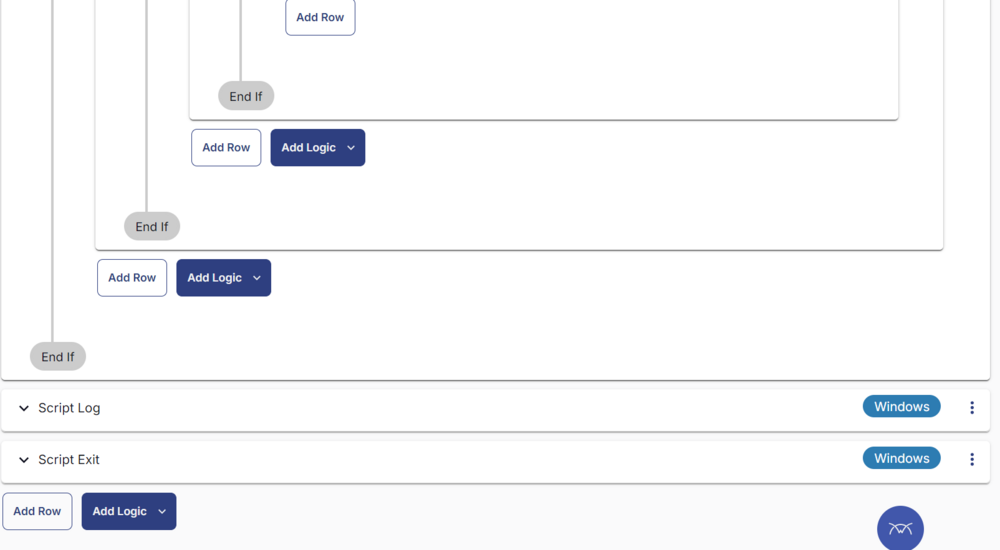 Add Row
End If
Add Row Add Logic
End If
Add Row Add Logic
End If
Script Log Windows
Script Exit Windows
Add Row Add Logic